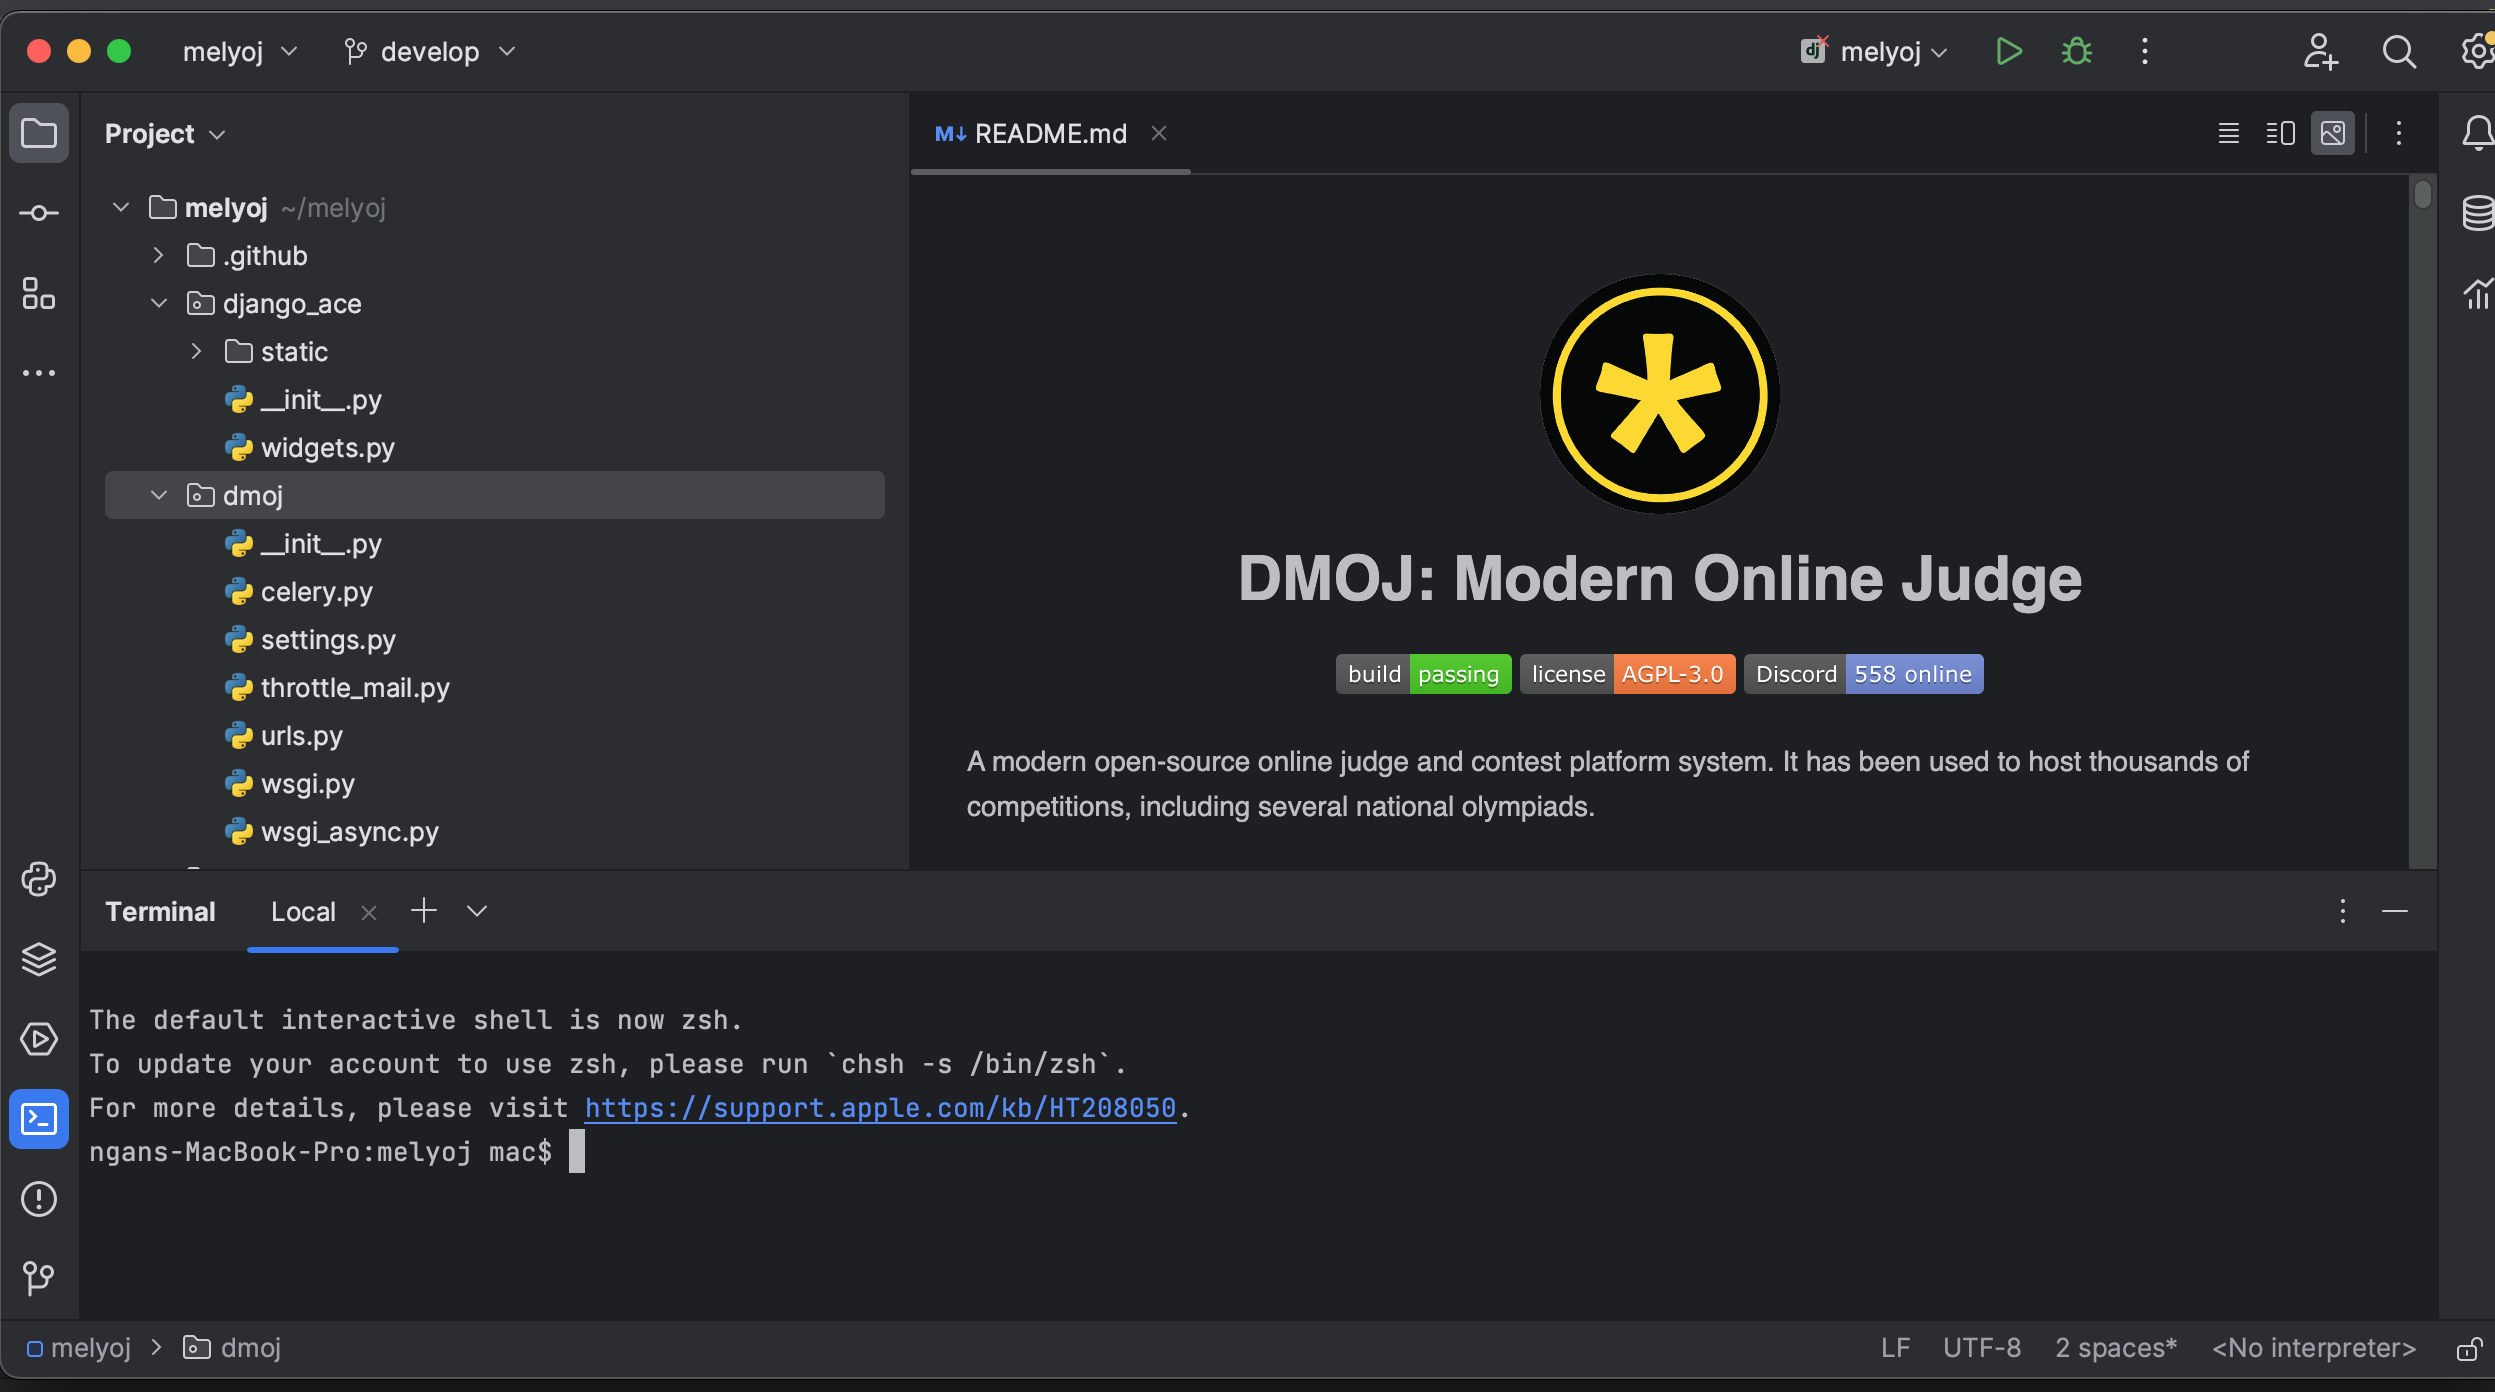 melyoj
develop
melyoj
Project
melyoj ~/melyoj
.github
django_ace
static
__init__.py
widgets.py
dmoj
__init__.py
celery.py
settings.py
throttle_mail.py
urls.py
wsgi.py
wsgi_async.py
README.md
DMOJ: Modern Online Judge
build passing license AGPL-3.0 Discord 558 online
A modern open-source online judge and contest platform system. It has been used to host thousands of
competitions, including several national olympiads.
Terminal Local
The default interactive shell is now zsh.
To update your account to use zsh, please run `chsh -s /bin/zsh`.
For more details, please visit https://support.apple.com/kb/HT208050.
ngans-MacBook-Pro:melyoj mac$
melyoj > dmoj
LF UTF-8 2 spaces* <No interpreter>